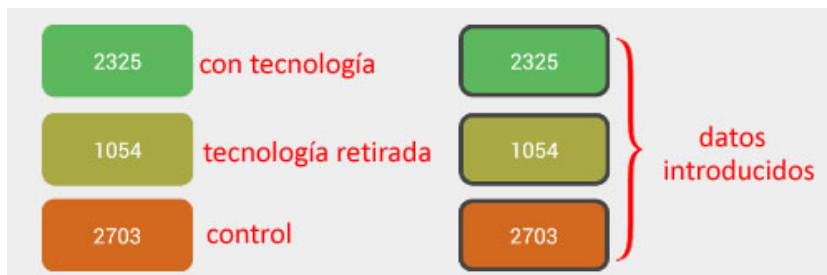 2325 con tecnología 2325
1054 tecnología retirada 1054
datos
introducidos
2703 control 2703